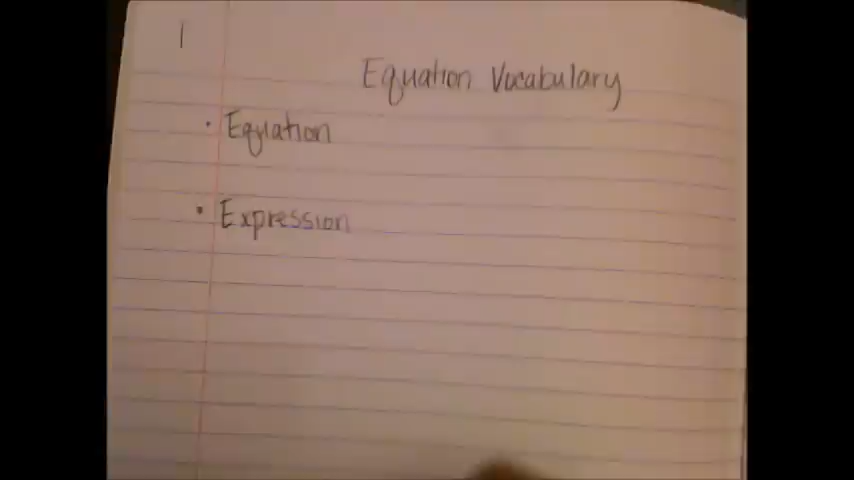 1
Equation Vocabulary
• Equation
• Expression